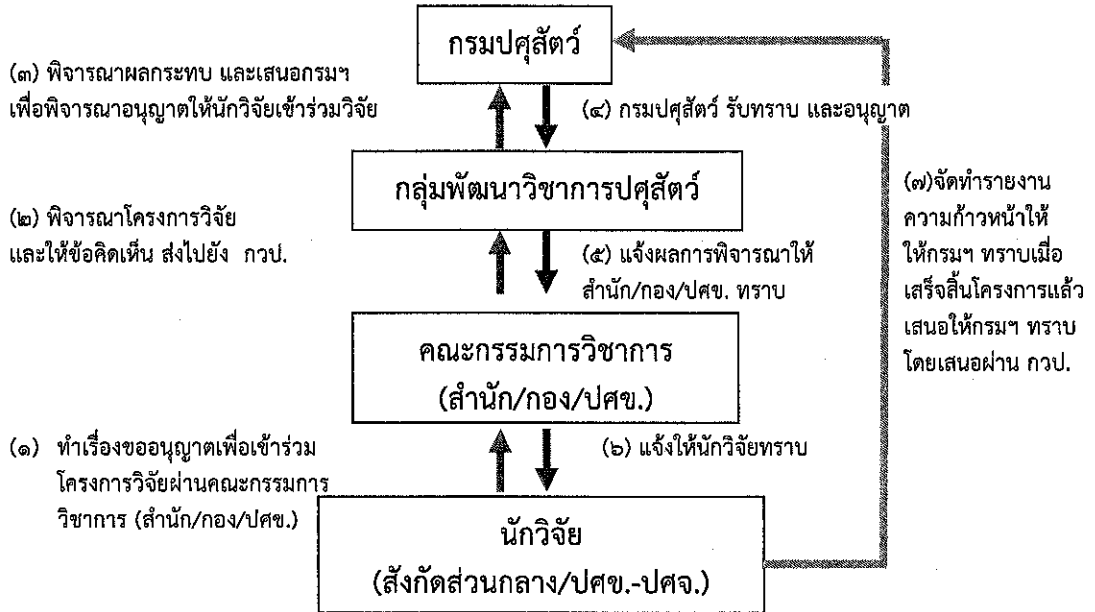 กรมปศุสัตว์
(๓) พิจารณาผลกระทบ และเสนอกรมฯ
เพื่อพิจารณาอนุญาตให้นักวิจัยเข้าร่วมวิจัย
(๔) กรมปศุสัตว์ รับทราบ และอนุญาต
กลุ่มพัฒนาวิชาการปศุสัตว์
(๒) พิจารณาโครงการวิจัย
และให้ข้อคิดเห็น ส่งไปยัง กวป.
(๕) แจ้งผลการพิจารณาให้
สำนัก/กอง/ปศข. ทราบ
(๗)จัดทำรายงาน
ความก้าวหน้าให้
ให้กรมฯ ทราบเมื่อ
เสร็จสิ้นโครงการแล้ว
เสนอให้กรมฯ ทราบ
โดยเสนอผ่าน กวป.
คณะกรรมการวิชาการ
(สำนัก/กอง/ปศข.)
(๑) ทำเรื่องขออนุญาตเพื่อเข้าร่วม
โครงการวิจัยผ่านคณะกรรมการ
วิชาการ (สำนัก/กอง/ปศข.)
(๖) แจ้งให้นักวิจัยทราบ
นักวิจัย
(สังกัดส่วนกลาง/ปศข.-ปศจ.)